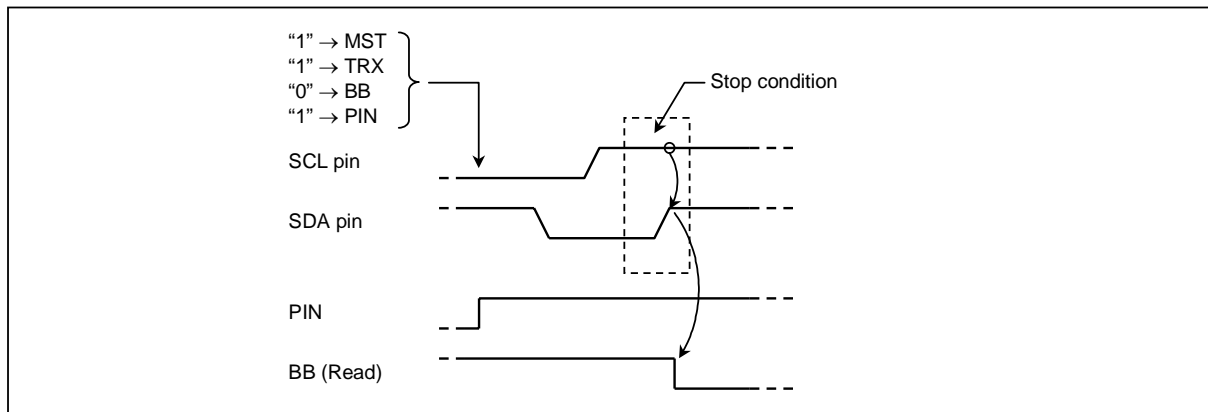 “1” → MST
“1” → TRX
“0” → BB
“1” → PIN
Stop condition
SCL pin
SDA pin
PIN
BB (Read)